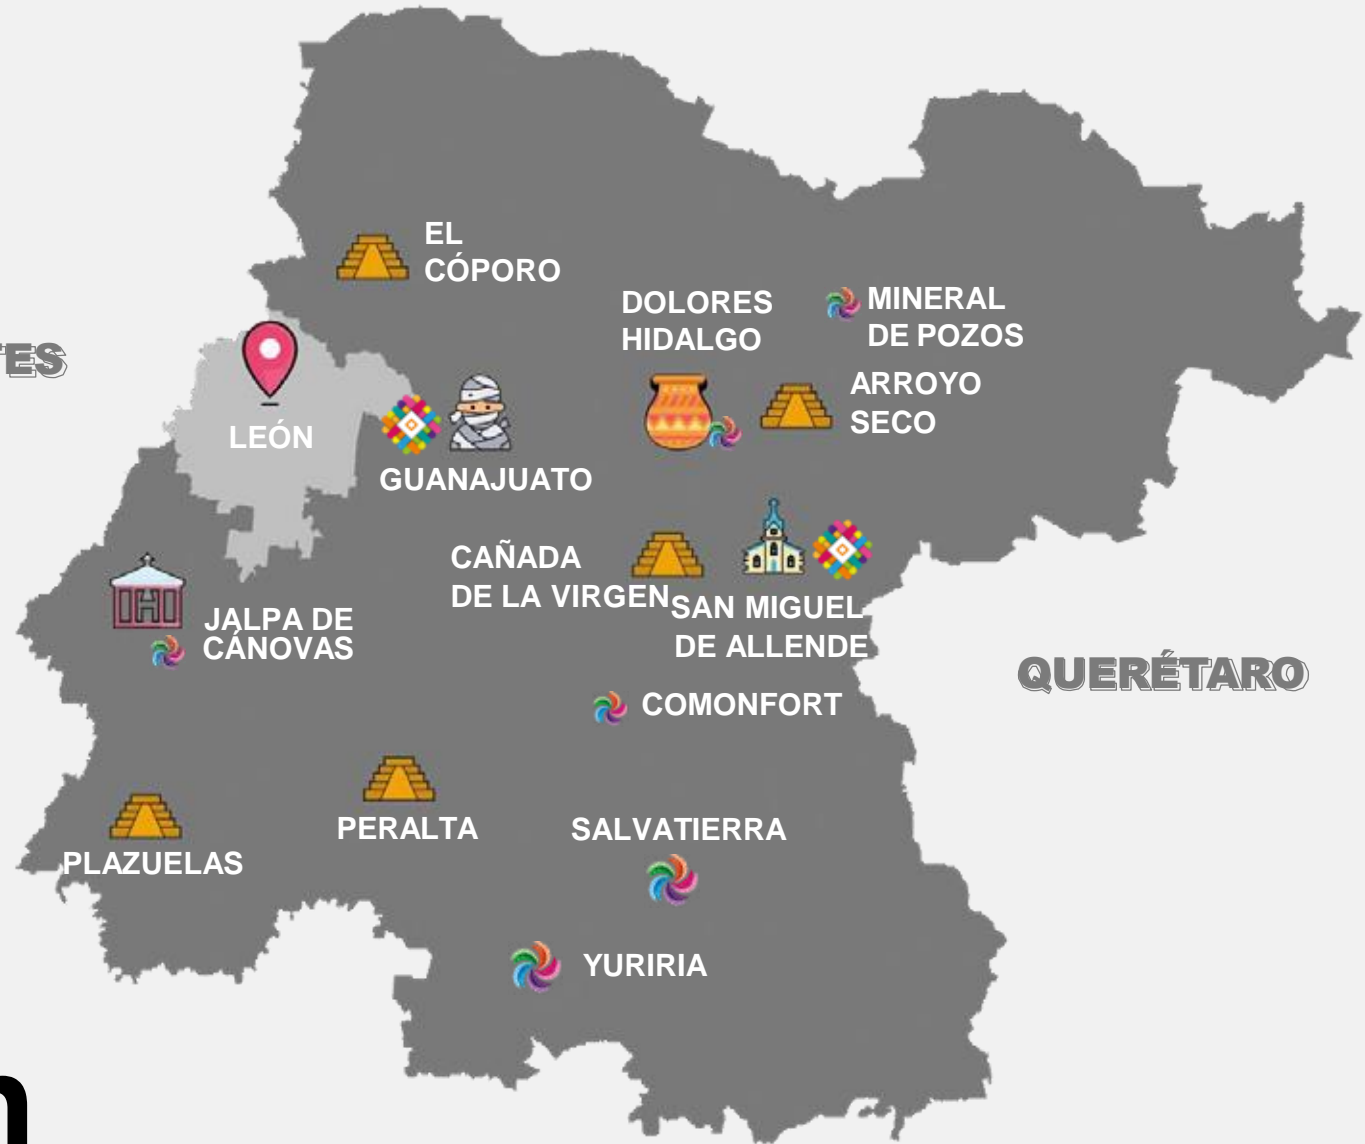 EL
CÓPORO
DOLORES
HIDALGO
MINERAL
DE POZOS
ARROYO
SECO
LEÓN
GUANAJUATO
CAÑADA
DE LA VIRGEN
SAN MIGUEL
DE ALLENDE
JALPA DE
CÁNOVAS
QUERÉTARO
COMONFORT
PERALTA
SALVATIERRA
PLAZUELAS
YURIRIA